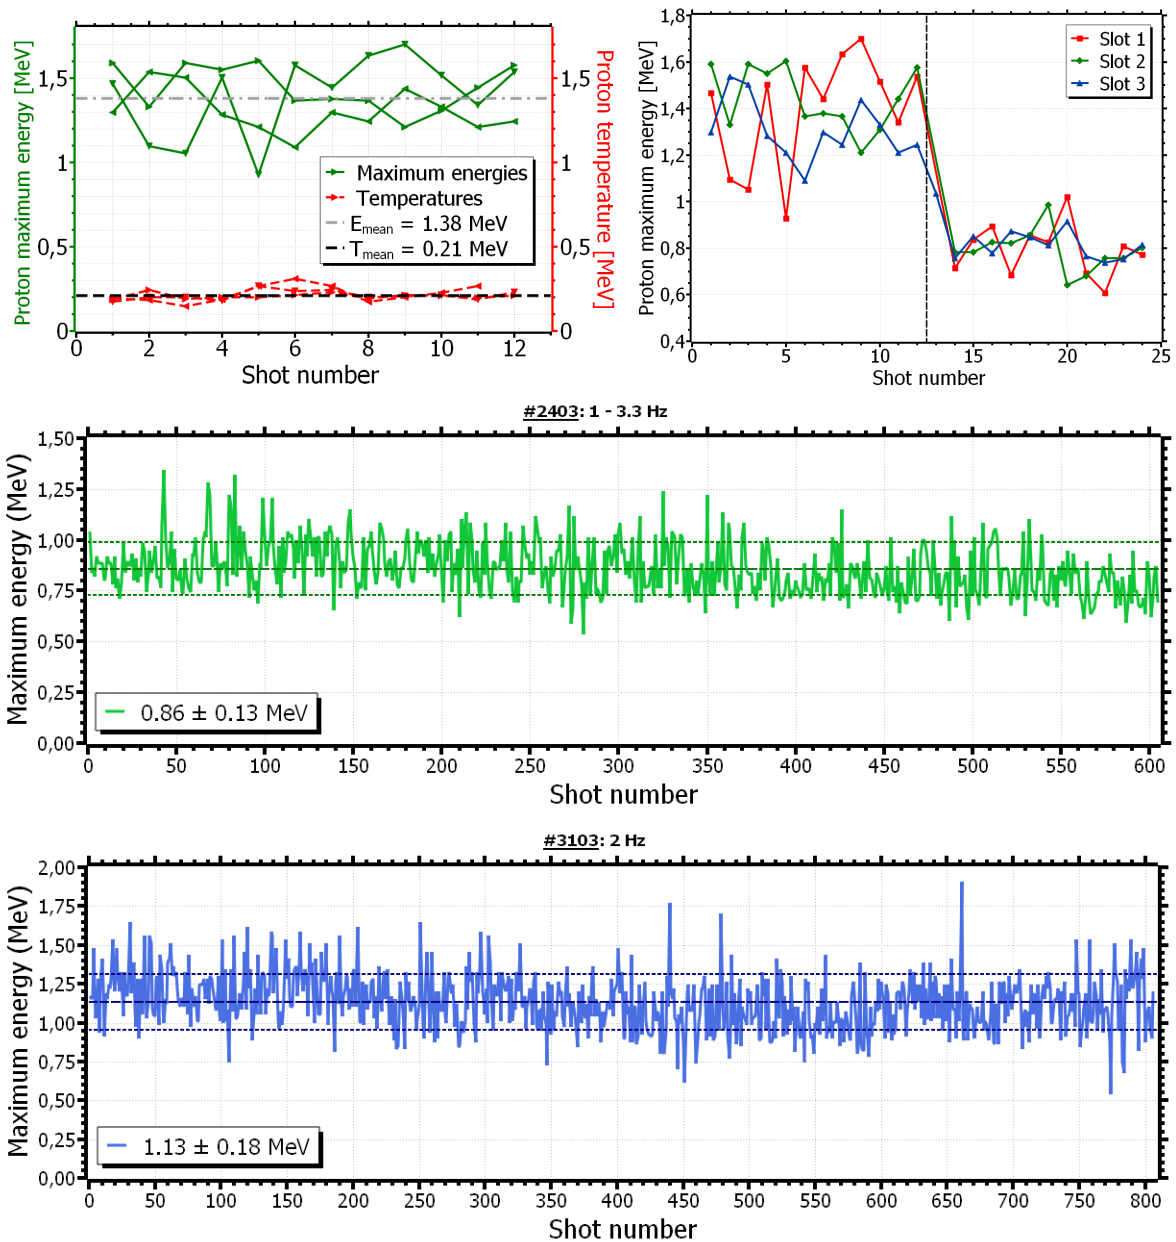 Proton maximum energy [MeV]
1,5
1
0,5
0
Maximum energies
Temperatures
E_mean = 1.38 MeV
T_mean = 0.21 MeV
1,5
1
0,5
0
Proton temperature [MeV]
0 2 4 6 8 10 12
Shot number
Proton maximum energy [MeV]
1,8
1,6
1,4
1,2
1
0,8
0,6
0,4
Slot 1
Slot 2
Slot 3
0 5 10 15 20 25
Shot number
#2403: 1 - 3.3 Hz
Maximum energy (MeV)
1,50
1,25
1,00
0,75
0,50
0,25
0,00
0.86 ± 0.13 MeV
0 50 100 150 200 250 300 350 400 450 500 550 600
Shot number
#3103: 2 Hz
Maximum energy (MeV)
2,00
1,75
1,50
1,25
1,00
0,75
0,50
0,25
0,00
1.13 ± 0.18 MeV
0 50 100 150 200 250 300 350 400 450 500 550 600 650 700 750 800
Shot number